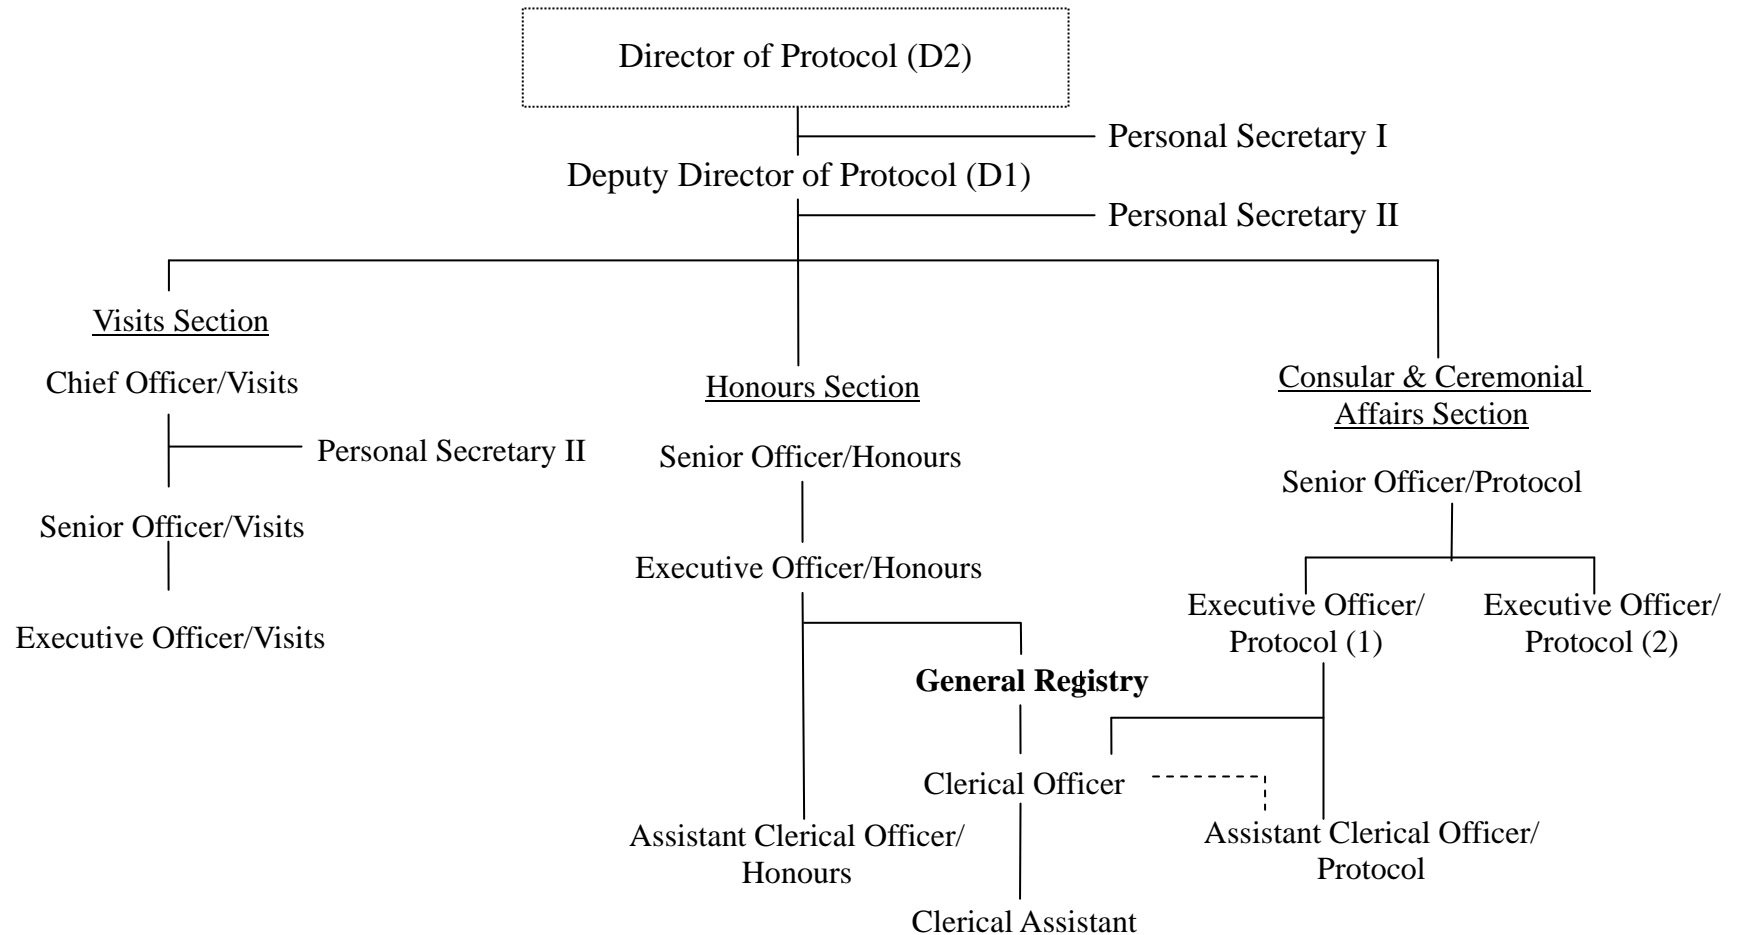 Director of Protocol (D2)
Personal Secretary I
Deputy Director of Protocol (D1)
Personal Secretary II
Visits Section
Chief Officer/Visits
Personal Secretary II
Senior Officer/Visits
Executive Officer/Visits
Honours Section
Senior Officer/Honours
Executive Officer/Honours
General Registry
Clerical Officer
Assistant Clerical Officer/
Honours
Clerical Assistant
Consular & Ceremonial
Affairs Section
Senior Officer/Protocol
Executive Officer/
Protocol (1)
Executive Officer/
Protocol (2)
Assistant Clerical Officer/
Protocol